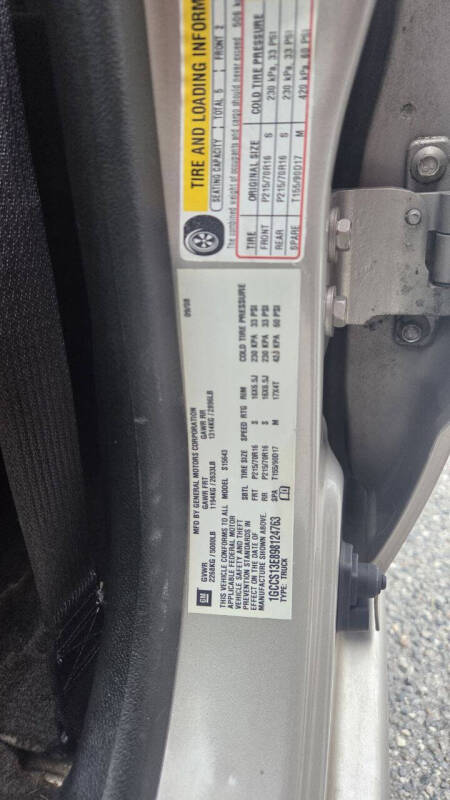 TIRE AND LOADING INFORM
SEATING CAPACITY TOTAL 5 FRONT 2
The combined weight of occupants and cargo should never exceed
TIRE ORIGINAL SIZE COLD TIRE PRESSURE
FRONT P215/70R16 S 230 kPa, 33 PSI
REAR P215/70R16 S 230 kPa, 33 PSI
SPARE T155/90D17 M 420 kPa, 60 PSI
09/08
MFD BY GENERAL MOTORS CORPORATION
GVWR GAWR FRT GAWR RR
2268KG / 5000LB 1194KG / 2633LB 1314KG / 2896LB
GM
THIS VEHICLE CONFORMS TO ALL
APPLICABLE FEDERAL MOTOR
VEHICLE SAFETY AND THEFT
PREVENTION STANDARDS IN
EFFECT ON THE DATE OF
MANUFACTURE SHOWN ABOVE.
1GCCS13E898124763
TYPE: TRUCK
MODEL S15643
SBTL TIRE SIZE SPEED RTG RIM COLD TIRE PRESSURE
FRT P215/70R16 S 16X6.5J 230 KPA 33 PSI
RR P215/70R16 S 16X6.5J 230 KPA 33 PSI
SPA T155/90D17 M 17X4T 420 KPA 60 PSI